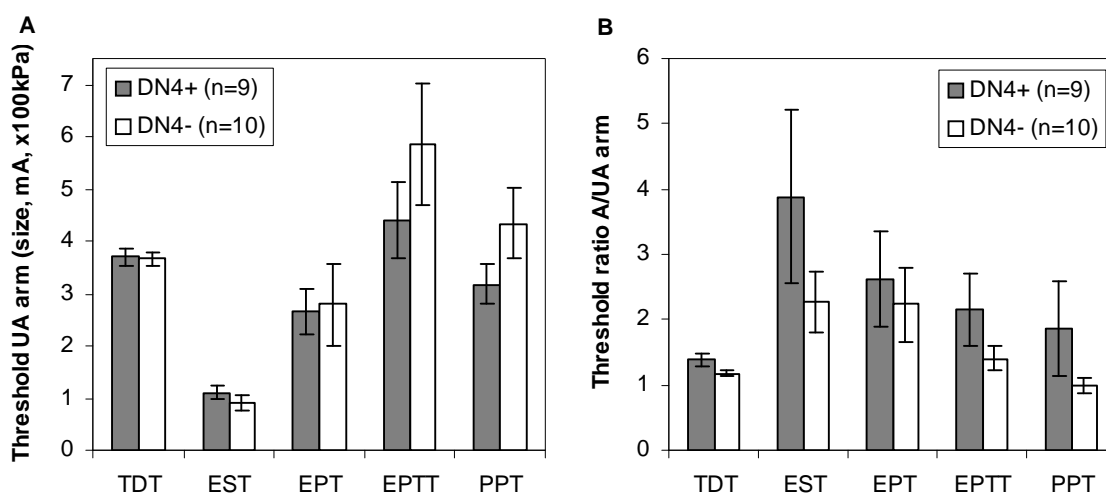 A
Threshold UA arm (size, mA, x100kPa)
7
6
5
4
3
2
1
0
DN4+ (n=9)
DN4- (n=10)
TDT EST EPT EPTT PPT
B
Threshold ratio A/UA arm
6
5
4
3
2
1
0
DN4+ (n=9)
DN4- (n=10)
TDT EST EPT EPTT PPT